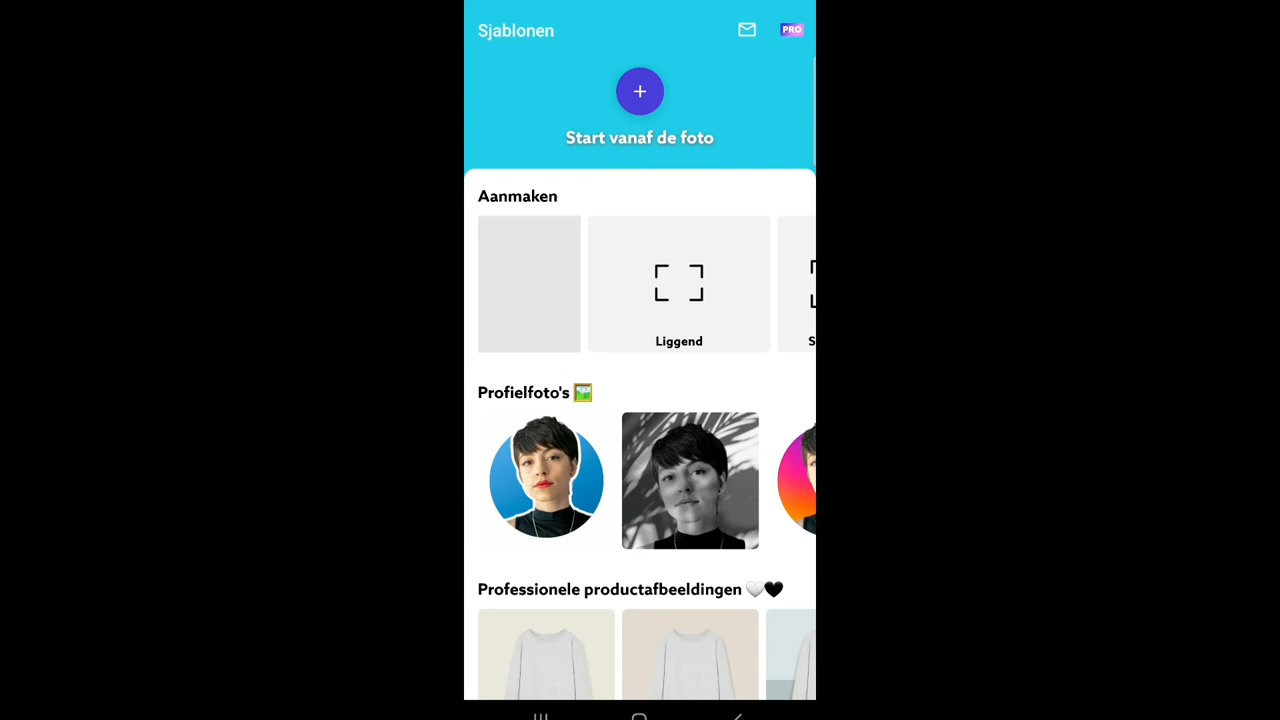 Sjablonen
PRO
Start vanaf de foto
Aanmaken
Liggend
S
Profielfoto's
Professionele productafbeeldingen